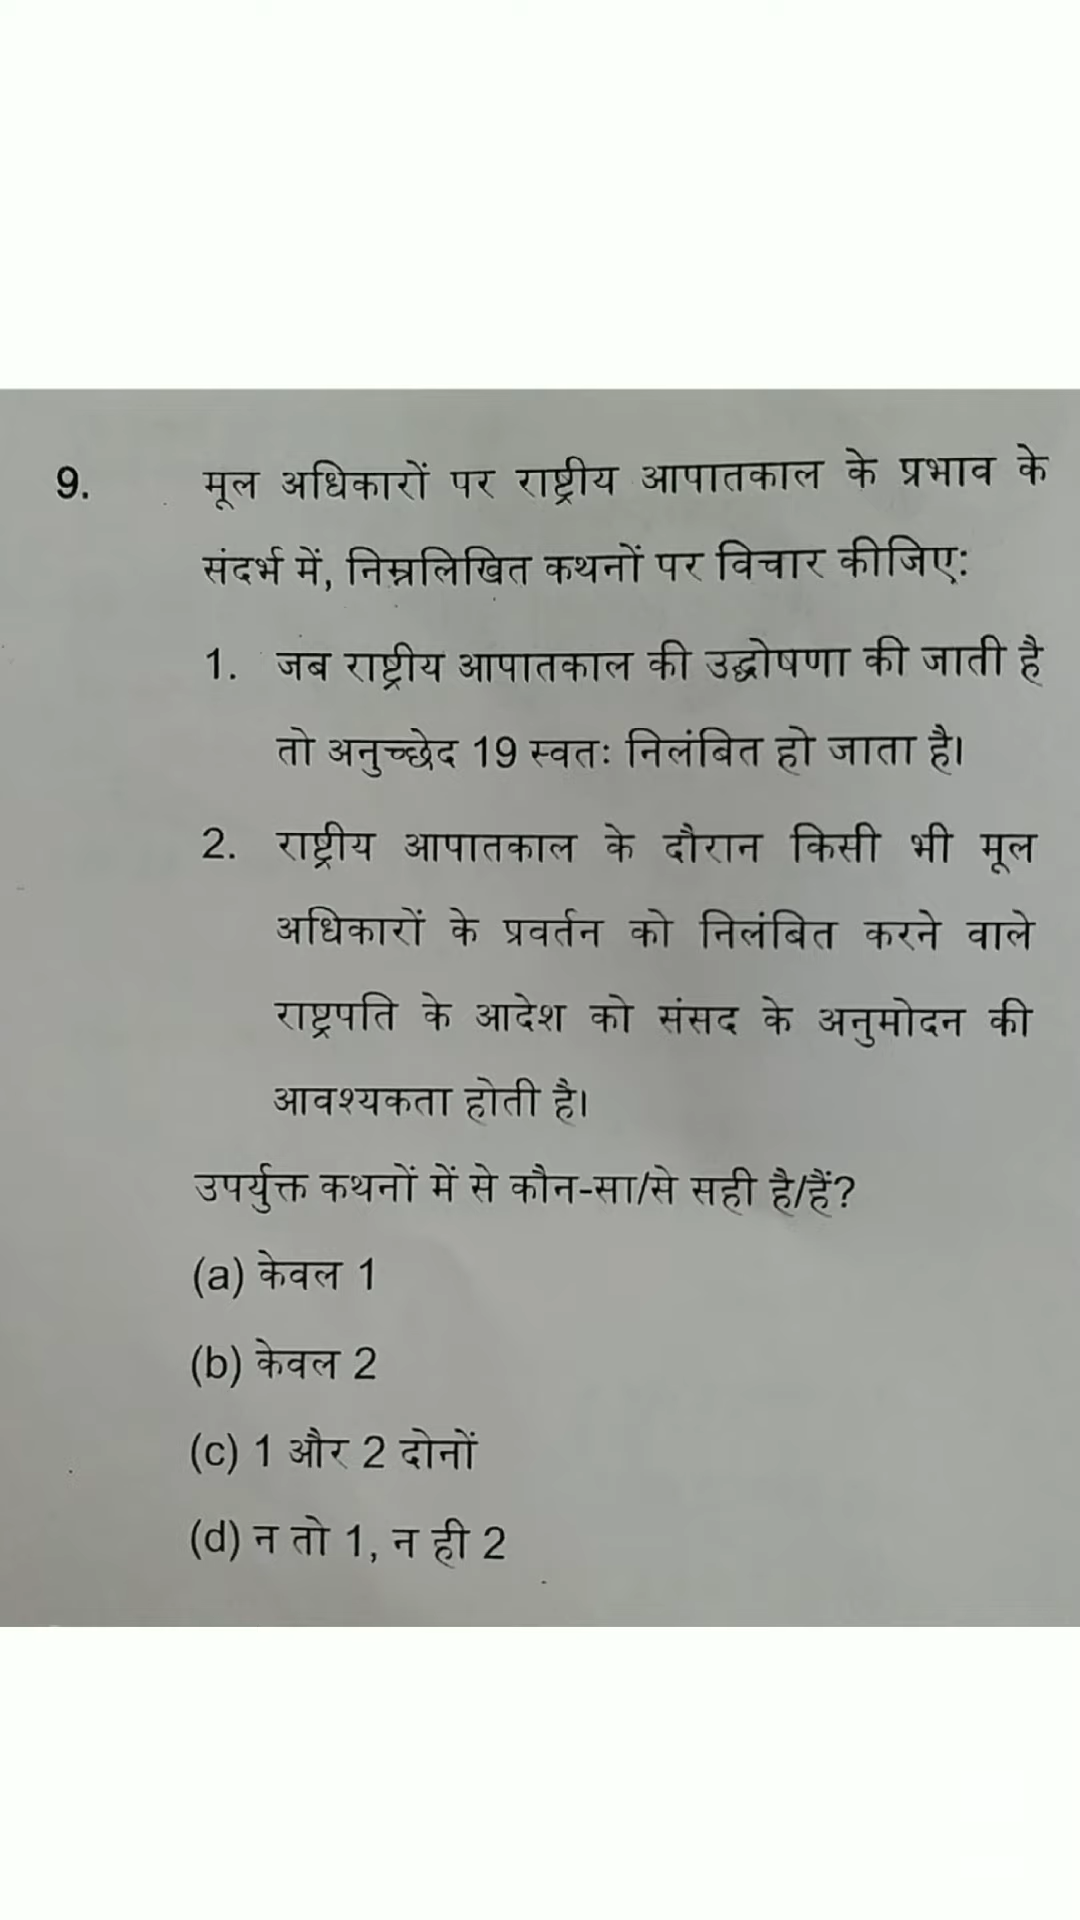 9. मूल अधिकारों पर राष्ट्रीय आपातकाल के प्रभाव के
संदर्भ में, निम्नलिखित कथनों पर विचार कीजिए:
1. जब राष्ट्रीय आपातकाल की उद्घोषणा की जाती है
तो अनुच्छेद 19 स्वतः निलंबित हो जाता है।
2. राष्ट्रीय आपातकाल के दौरान किसी भी मूल
अधिकारों के प्रवर्तन को निलंबित करने वाले
राष्ट्रपति के आदेश को संसद के अनुमोदन की
आवश्यकता होती है।
उपर्युक्त कथनों में से कौन-सा/से सही है/हैं?
(a) केवल 1
(b) केवल 2
(c) 1 और 2 दोनों
(d) न तो 1, न ही 2